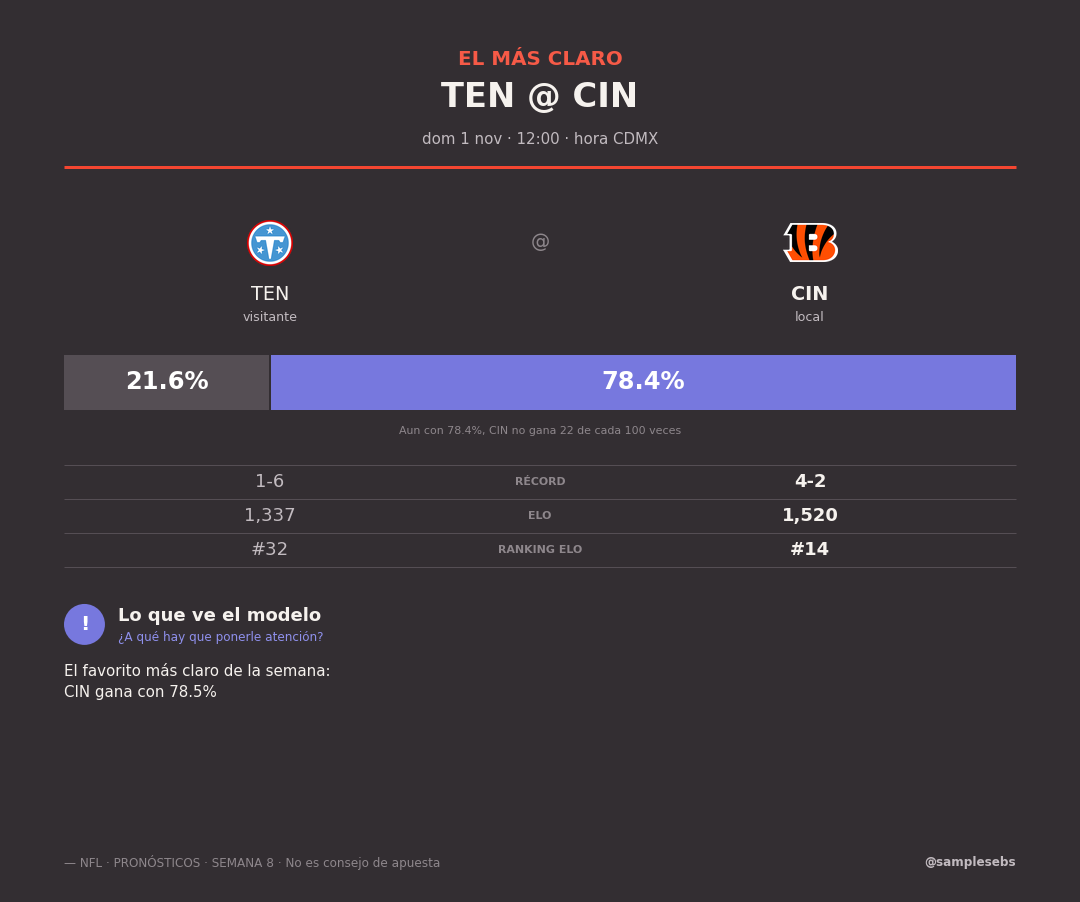 EL MÁS CLARO
TEN @ CIN
dom 1 nov · 12:00 · hora CDMX
@
TEN
visitante
CIN
local
21.6%
78.4%
Aun con 78.4%, CIN no gana 22 de cada 100 veces
1-6 RÉCORD 4-2
1,337 ELO 1,520
#32 RANKING ELO #14
!
Lo que ve el modelo
¿A qué hay que ponerle atención?
El favorito más claro de la semana:
CIN gana con 78.5%
— NFL · PRONÓSTICOS · SEMANA 8 · No es consejo de apuesta
@samplesebs